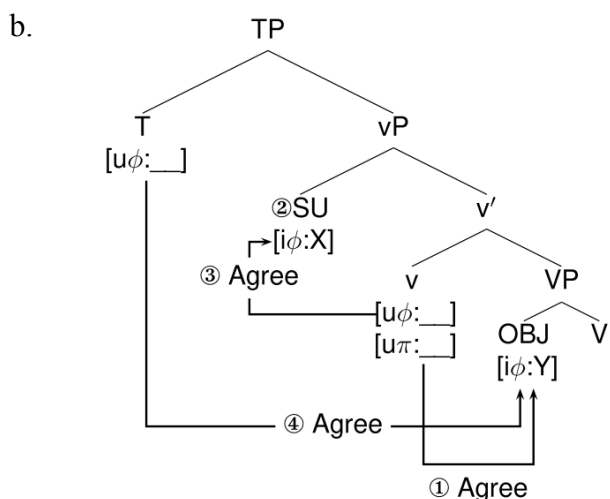 b.
TP
T vP
[uϕ:__]
②SU v′
[iϕ:X]
③ Agree v VP
[uϕ:__]
OBJ V
[uπ:__]
[iϕ:Y]
④ Agree
① Agree